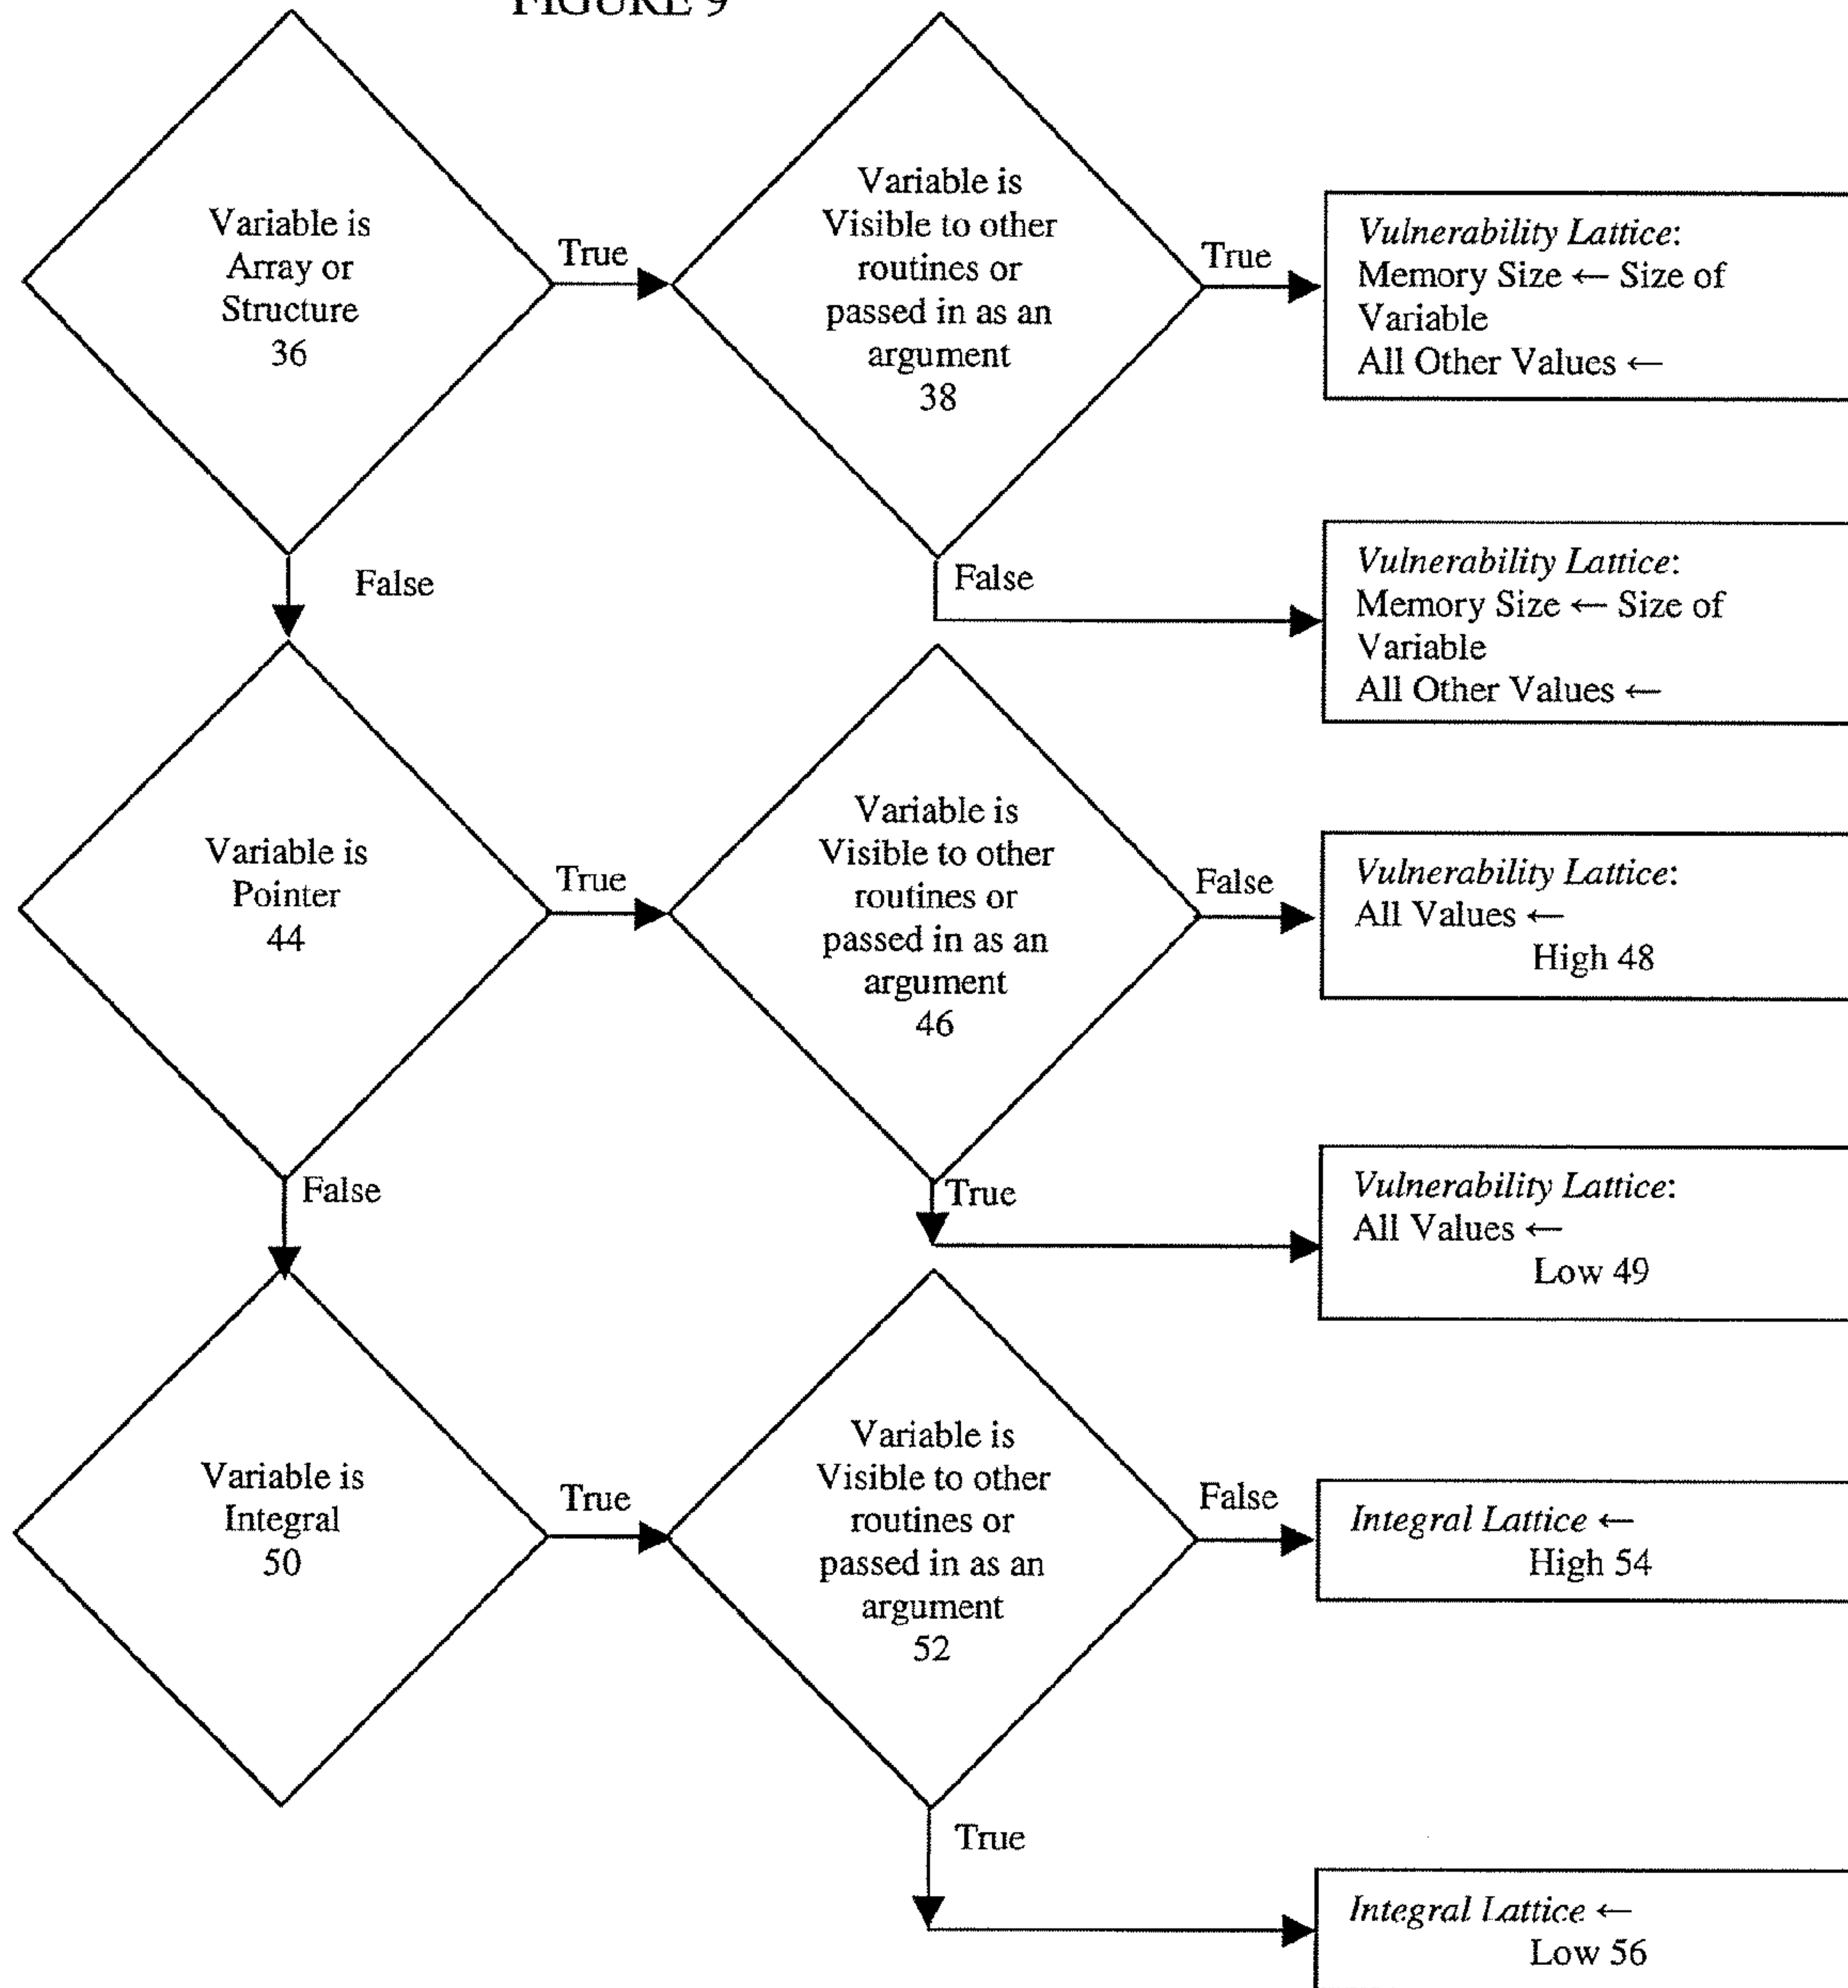 FIGURE 9
Variable is
Array or
Structure
36
True
Variable is
Visible to other
routines or
passed in as an
argument
38
True
Vulnerability Lattice:
Memory Size ← Size of
Variable
All Other Values ←
False
False
Vulnerability Lattice:
Memory Size ← Size of
Variable
All Other Values ←
Variable is
Pointer
44
True
Variable is
Visible to other
routines or
passed in as an
argument
46
False
Vulnerability Lattice:
All Values ←
High 48
False
True
Vulnerability Lattice:
All Values ←
Low 49
Variable is
Integral
50
True
Variable is
Visible to other
routines or
passed in as an
argument
52
False
Integral Lattice ←
High 54
True
Integral Lattice ←
Low 56